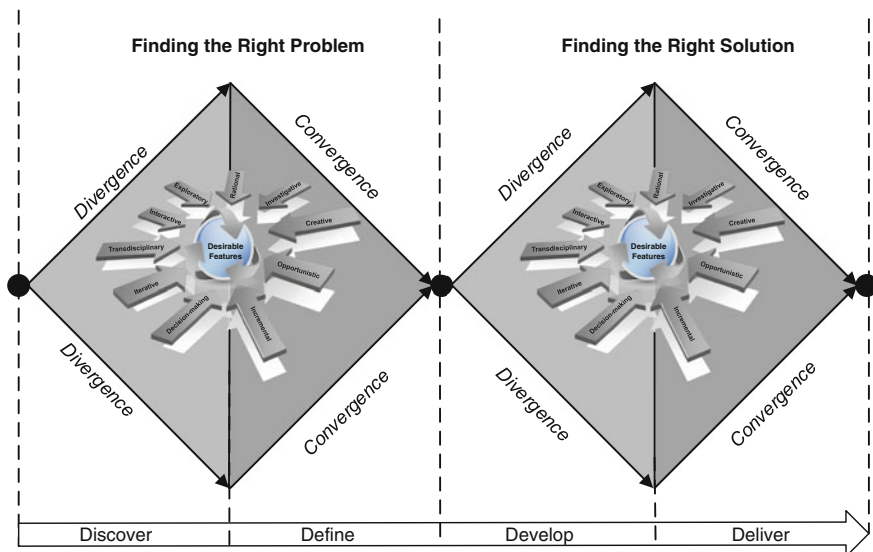 Finding the Right Problem
Finding the Right Solution
Divergence
Convergence
Divergence
Convergence
Rational
Exploratory
Investigative
Interactive
Creative
Transdisciplinary
Desirable
Features
Opportunistic
Iterative
Decision-making
Incremental
Rational
Exploratory
Investigative
Interactive
Creative
Transdisciplinary
Desirable
Features
Opportunistic
Iterative
Decision-making
Incremental
Divergence
Convergence
Divergence
Convergence
Discover
Define
Develop
Deliver